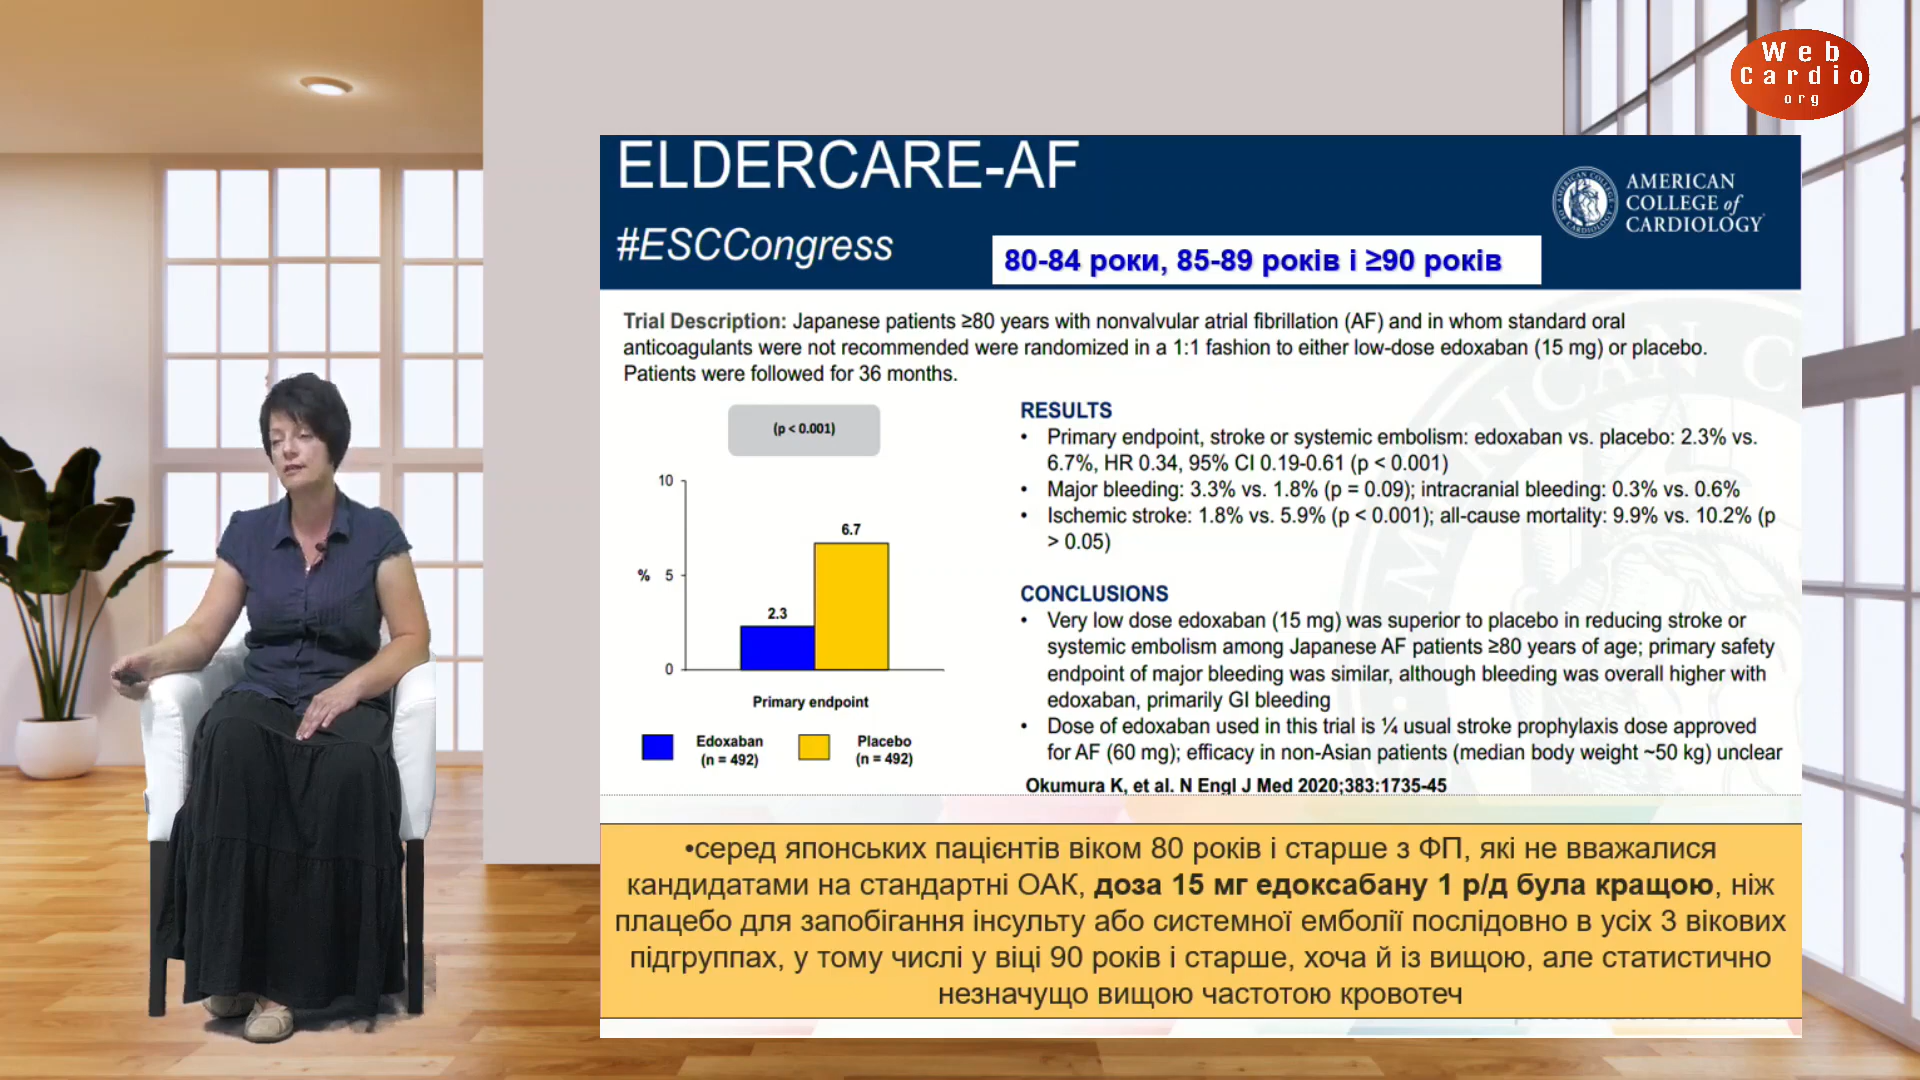 Web
Cardio
org
ELDERCARE-AF
#ESCCongress
AMERICAN
COLLEGE of
CARDIOLOGY
80-84 роки, 85-89 років і ≥90 років
Trial Description: Japanese patients ≥80 years with nonvalvular atrial fibrillation (AF) and in whom standard oral
anticoagulants were not recommended were randomized in a 1:1 fashion to either low-dose edoxaban (15 mg) or placebo.
Patients were followed for 36 months.
(p < 0.001)
10
6.7
% 5
2.3
0
Primary endpoint
Edoxaban
(n = 492)
Placebo
(n = 492)
RESULTS
• Primary endpoint, stroke or systemic embolism: edoxaban vs. placebo: 2.3% vs.
6.7%, HR 0.34, 95% CI 0.19-0.61 (p < 0.001)
• Major bleeding: 3.3% vs. 1.8% (p = 0.09); intracranial bleeding: 0.3% vs. 0.6%
• Ischemic stroke: 1.8% vs. 5.9% (p < 0.001); all-cause mortality: 9.9% vs. 10.2% (p
> 0.05)
CONCLUSIONS
• Very low dose edoxaban (15 mg) was superior to placebo in reducing stroke or
systemic embolism among Japanese AF patients ≥80 years of age; primary safety
endpoint of major bleeding was similar, although bleeding was overall higher with
edoxaban, primarily GI bleeding
• Dose of edoxaban used in this trial is ¼ usual stroke prophylaxis dose approved
for AF (60 mg); efficacy in non-Asian patients (median body weight ~50 kg) unclear
Okumura K, et al. N Engl J Med 2020;383:1735-45
•серед японських пацієнтів віком 80 років і старше з ФП, які не вважалися
кандидатами на стандартні ОАК, доза 15 мг едоксабану 1 р/д була кращою, ніж
плацебо для запобігання інсульту або системної емболії послідовно в усіх 3 вікових
підгруппах, у тому числі у віці 90 років і старше, хоча й із вищою, але статистично
незначущо вищою частотою кровотеч